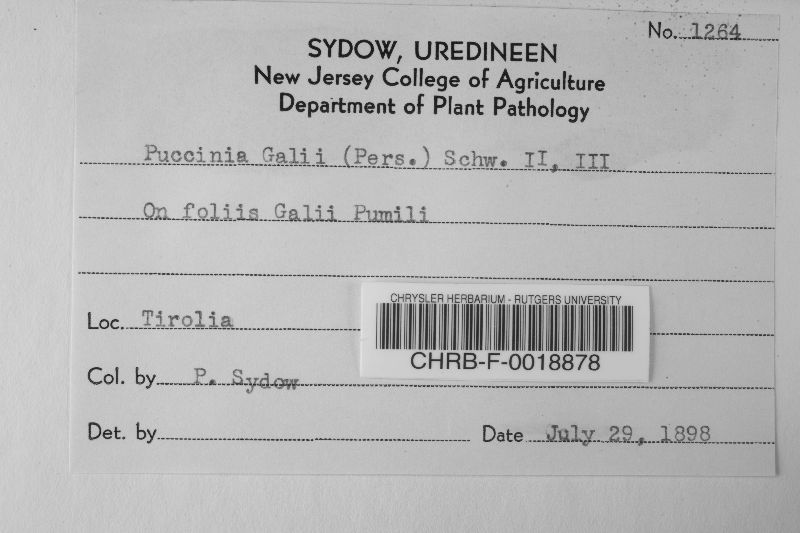 No. 1264
SYDOW, UREDINEEN
New Jersey College of Agriculture
Department of Plant Pathology
Puccinia Galii (Pers.) Schw. II, III
On foliis Galii Pumili
CHRYSLER HERBARIUM - RUTGERS UNIVERSITY
Loc. Tirolia
CHRB-F-0018878
Col. by P. Sydow
Det. by
Date July 29, 1898